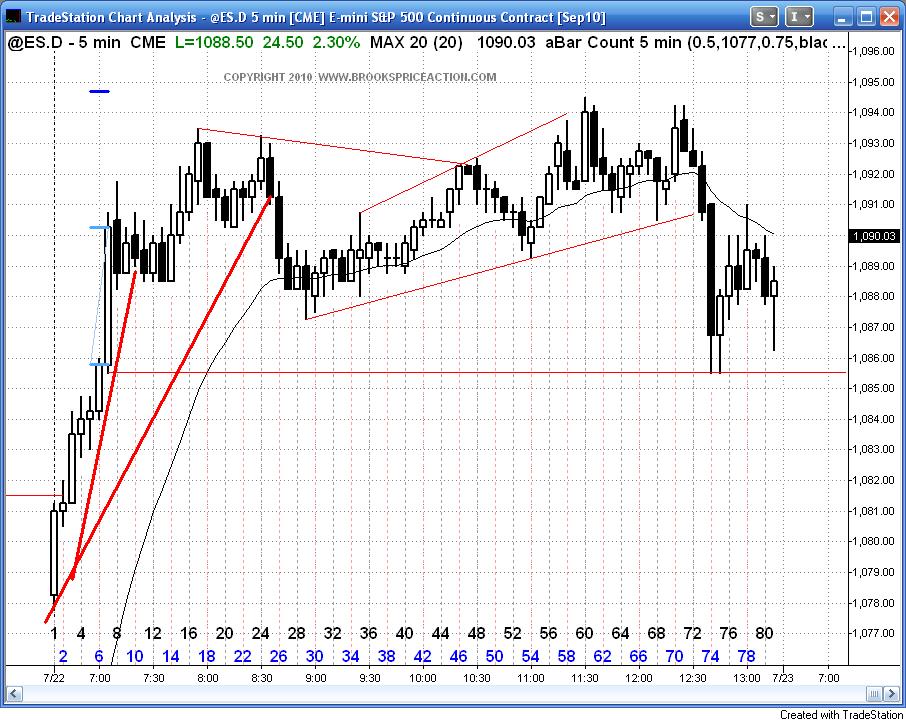 TradeStation Chart Analysis - @ES.D 5 min [CME] E-mini S&P 500 Continuous Contract [Sep10]
S
I
@ES.D - 5 min CME L=1088.50 24.50 2.30% MAX 20 (20) 1090.03 aBar Count 5 min (0.5,1077,0.75,blac ...
COPYRIGHT 2010 WWW.BROOKSPRICEACTION.COM
1,096.00
1,095.00
1,094.00
1,093.00
1,092.00
1,091.00
1,090.03
1,089.00
1,088.00
1,087.00
1,086.00
1,085.00
1,084.00
1,083.00
1,082.00
1,081.00
1,080.00
1,079.00
1,078.00
1,077.00
1 4 8 12 16 20 24 28 32 36 40 44 48 52 56 60 64 68 72 76 80
2 6 10 14 18 22 26 30 34 38 42 46 50 54 58 62 66 70 74 78
7/22 7:00 7:30 8:00 8:30 9:00 9:30 10:00 10:30 11:00 11:30 12:00 12:30 13:00 7/23 7:00
Created with TradeStation